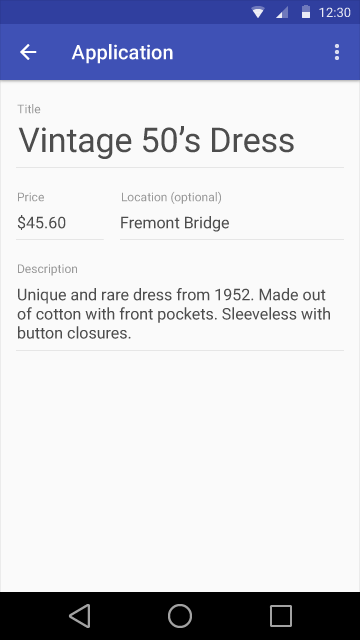 12:30
Application
Title
Vintage 50’s Dress
Price
Location (optional)
$45.60
Fremont Bridge
Description
Unique and rare dress from 1952. Made out
of cotton with front pockets. Sleeveless with
button closures.